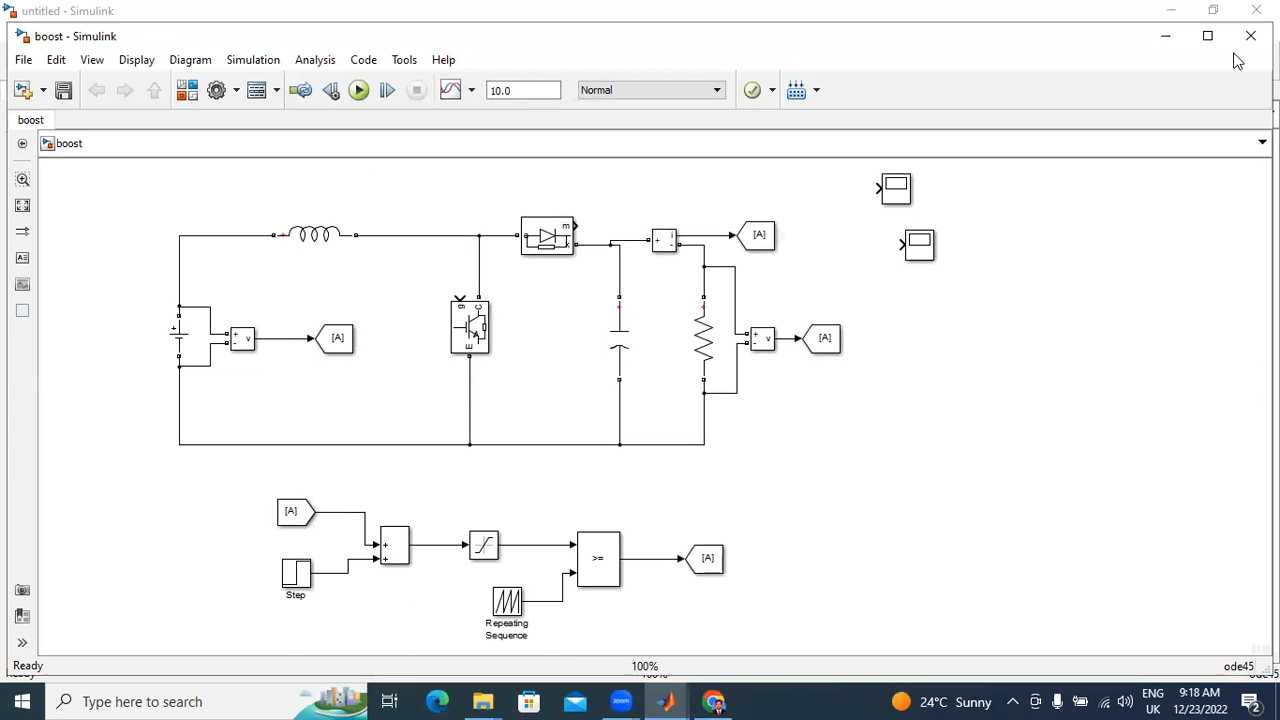 untitled - Simulink
boost - Simulink
File Edit View Display Diagram Simulation Analysis Code Tools Help
10.0 Normal
boost
boost
m
a
k
+ i
-
[A]
g C
E
+
+
- v
[A]
+
- v
[A]
[A]
+
+
>=
[A]
Step
Repeating
Sequence
Ready 100% ode45
Type here to search
zoom
24°C Sunny
ENG
UK
9:18 AM
12/23/2022
2